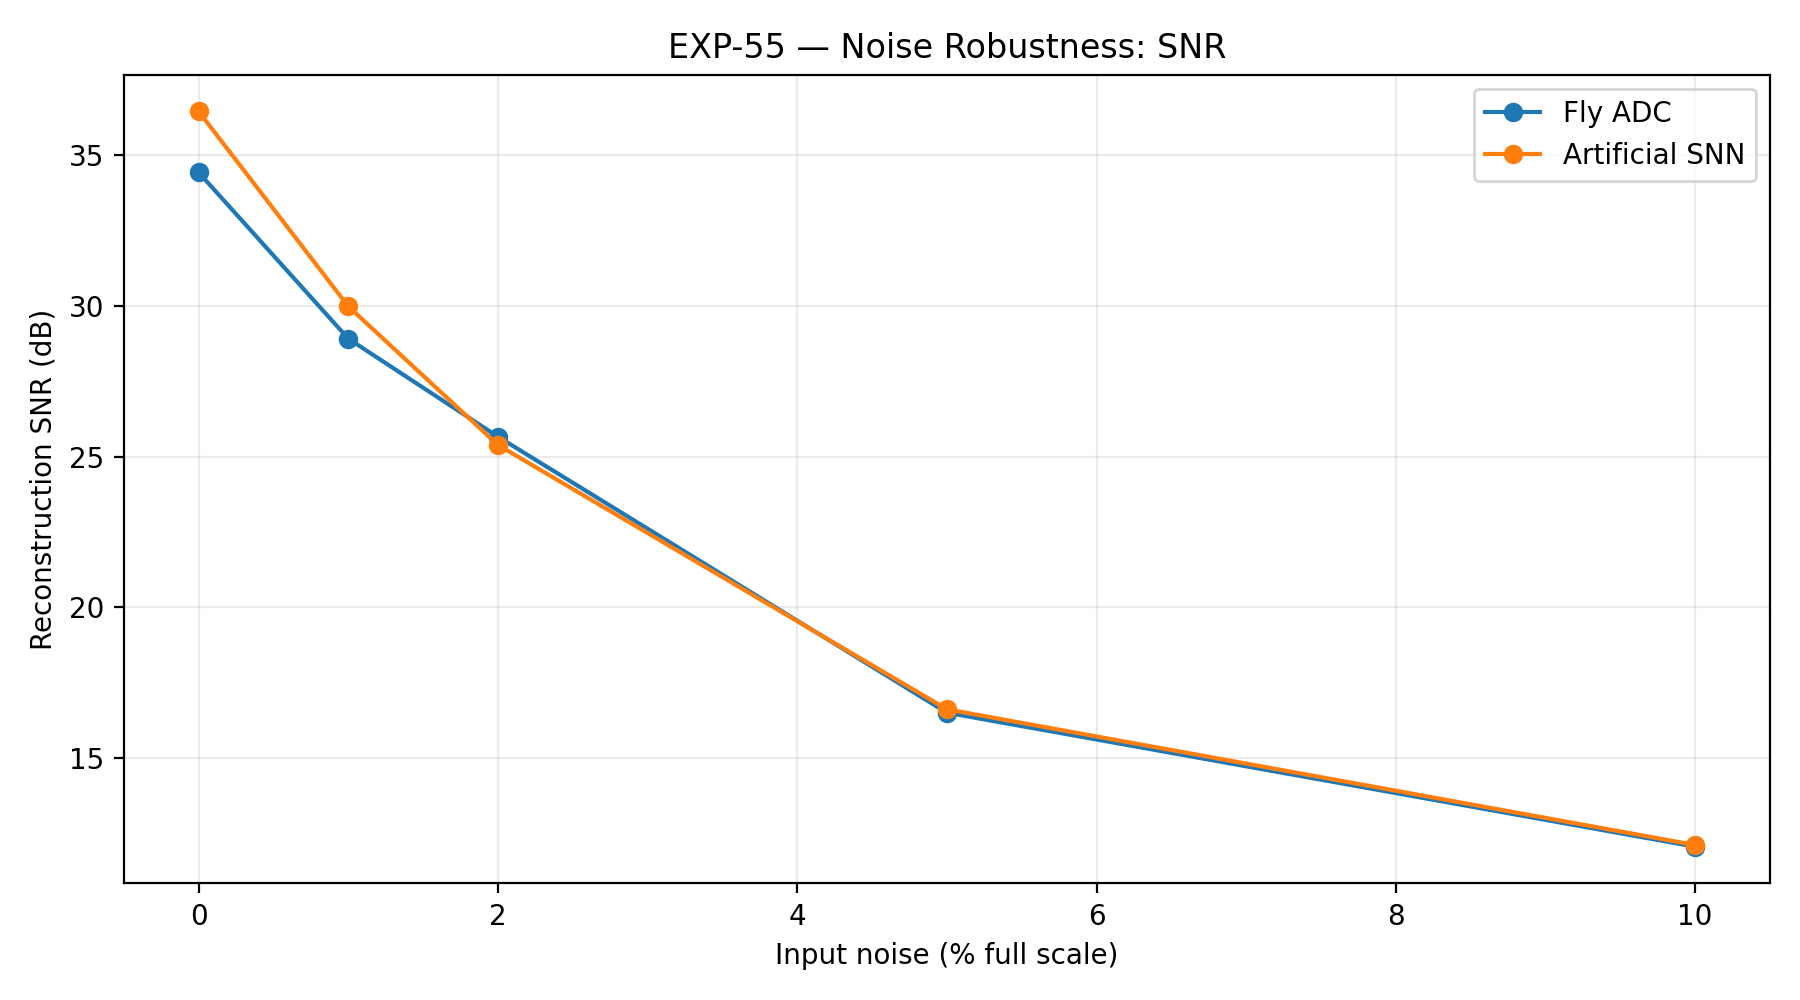 EXP-55 — Noise Robustness: SNR
Fly ADC
Artificial SNN
Reconstruction SNR (dB)
35
30
25
20
15
0 2 4 6 8 10
Input noise (% full scale)